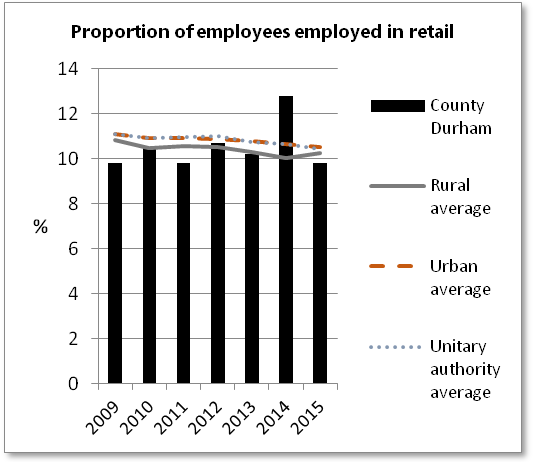 Proportion of employees employed in retail
14
12
10
8
6
4
2
0
%
2009
2010
2011
2012
2013
2014
2015
County
Durham
Rural
average
Urban
average
Unitary
authority
average